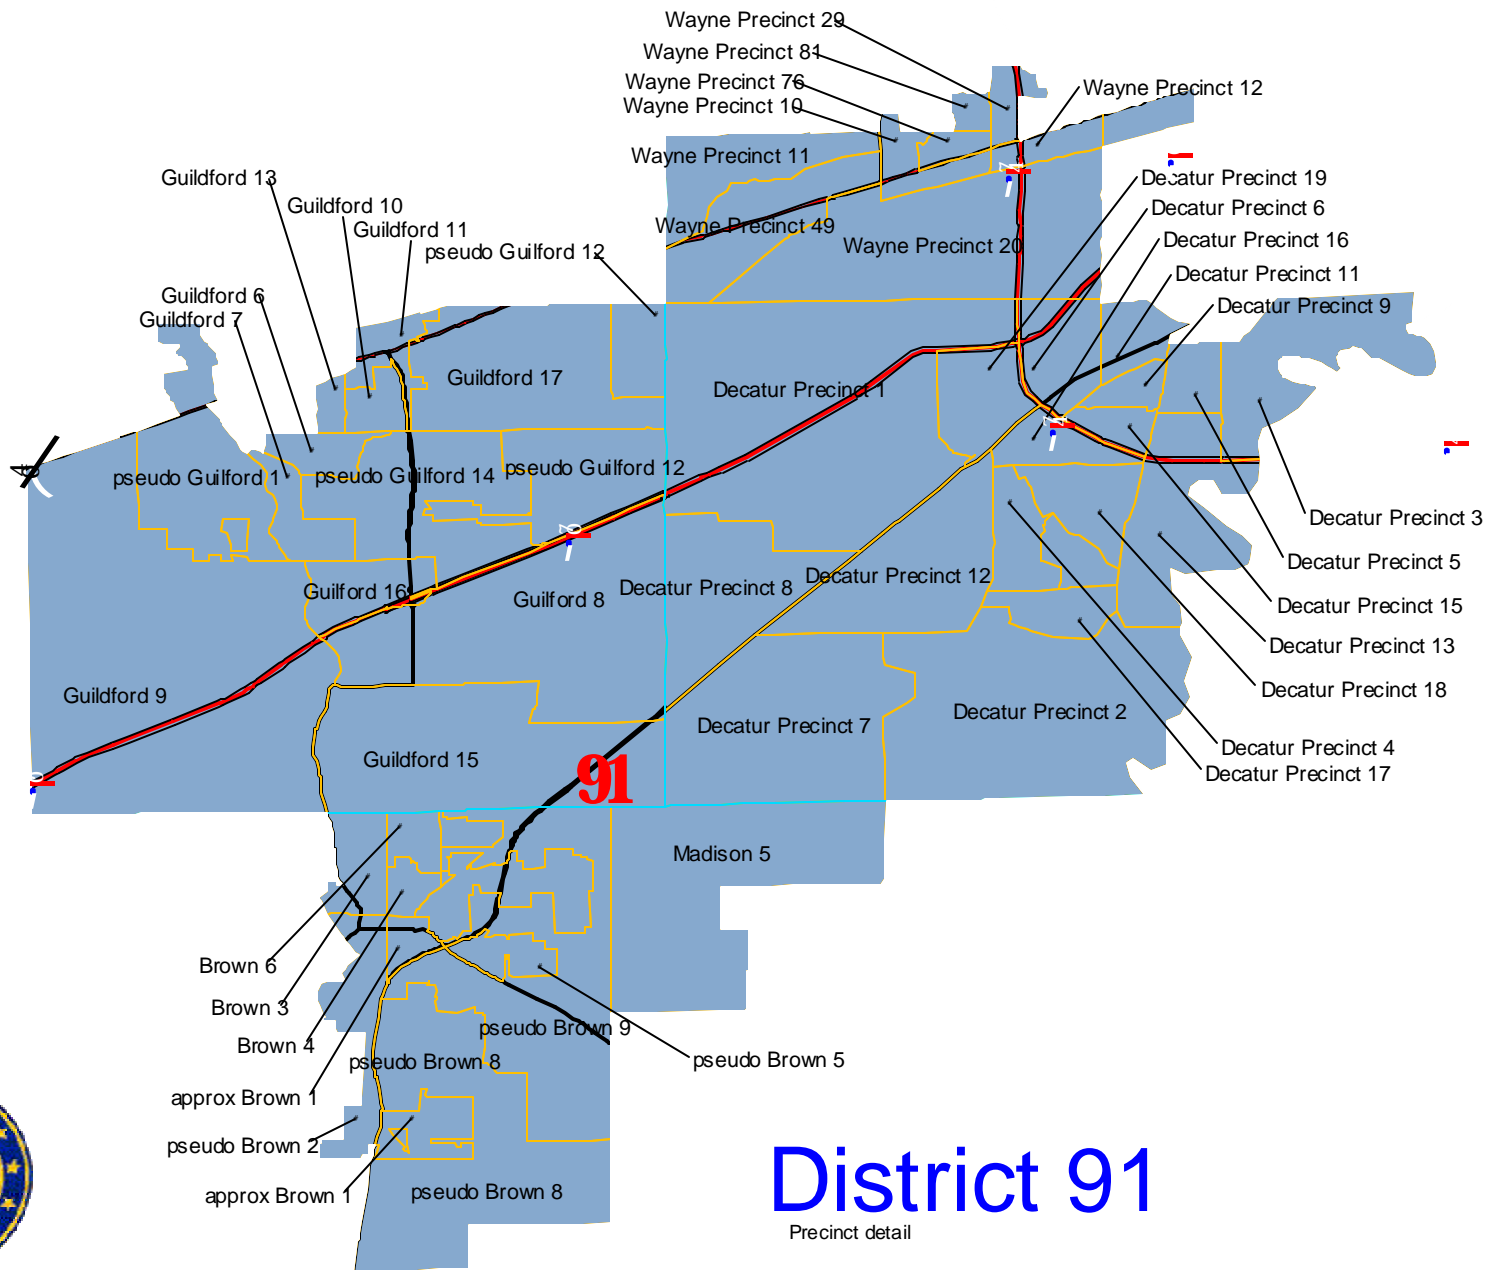 Wayne Precinct 29
Wayne Precinct 81
Wayne Precinct 76
Wayne Precinct 10
Wayne Precinct 12
Wayne Precinct 11
Guildford 13
Decatur Precinct 19
Guildford 10
Decatur Precinct 6
Guildford 11
Wayne Precinct 49
Wayne Precinct 20
Decatur Precinct 16
pseudo Guilford 12
Decatur Precinct 11
Guildford 6
Decatur Precinct 9
Guildford 7
Guildford 17
Decatur Precinct 1
pseudo Guilford 1
pseudo Guilford 14
pseudo Guilford 12
Decatur Precinct 3
Decatur Precinct 5
Guilford 16
Guilford 8
Decatur Precinct 8
Decatur Precinct 12
Decatur Precinct 15
Decatur Precinct 13
Decatur Precinct 18
Guildford 9
Decatur Precinct 7
Decatur Precinct 2
Decatur Precinct 4
Guildford 15
Decatur Precinct 17
91
Madison 5
Brown 6
Brown 3
pseudo Brown 9
Brown 4
pseudo Brown 8
pseudo Brown 5
approx Brown 1
pseudo Brown 2
approx Brown 1
pseudo Brown 8
District 91
Precinct detail